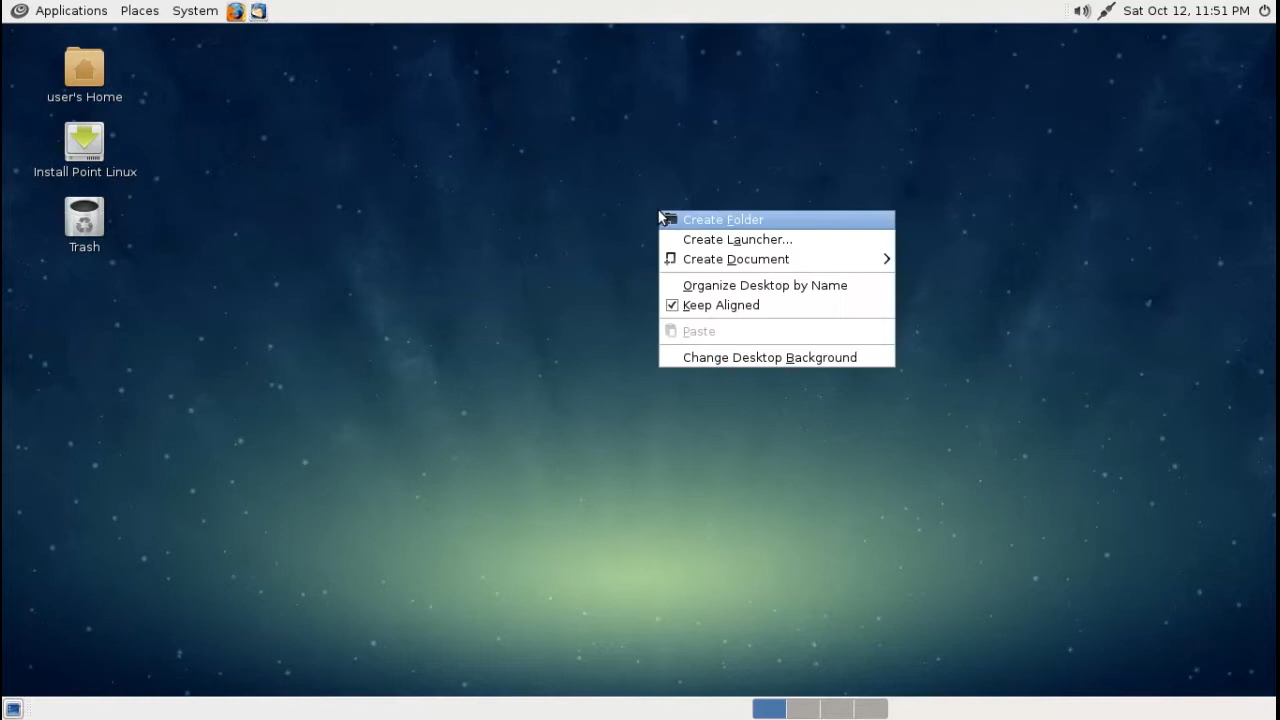 Applications Places System Sat Oct 12, 11:51 PM
user's Home
Install Point Linux
Trash
Create Folder
Create Launcher...
Create Document
Organize Desktop by Name
Keep Aligned
Paste
Change Desktop Background